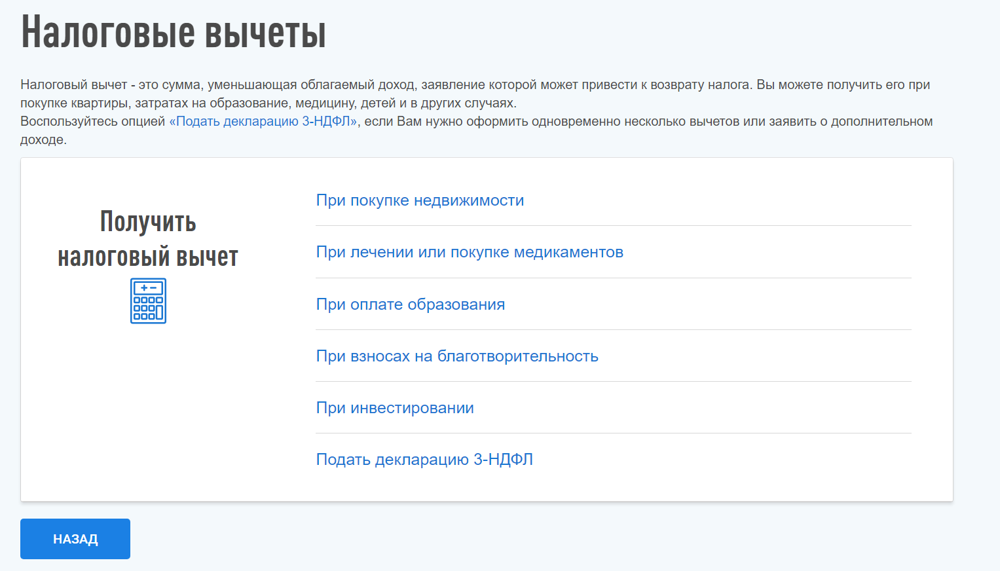 Налоговые вычеты
Налоговый вычет - это сумма, уменьшающая облагаемый доход, заявление которой может привести к возврату налога. Вы можете получить его при
покупке квартиры, затратах на образование, медицину, детей и в других случаях.
Воспользуйтесь опцией «Подать декларацию 3-НДФЛ», если Вам нужно оформить одновременно несколько вычетов или заявить о дополнительном
доходе.
Получить
налоговый вычет
При покупке недвижимости
При лечении или покупке медикаментов
При оплате образования
При взносах на благотворительность
При инвестировании
Подать декларацию 3-НДФЛ
НАЗАД